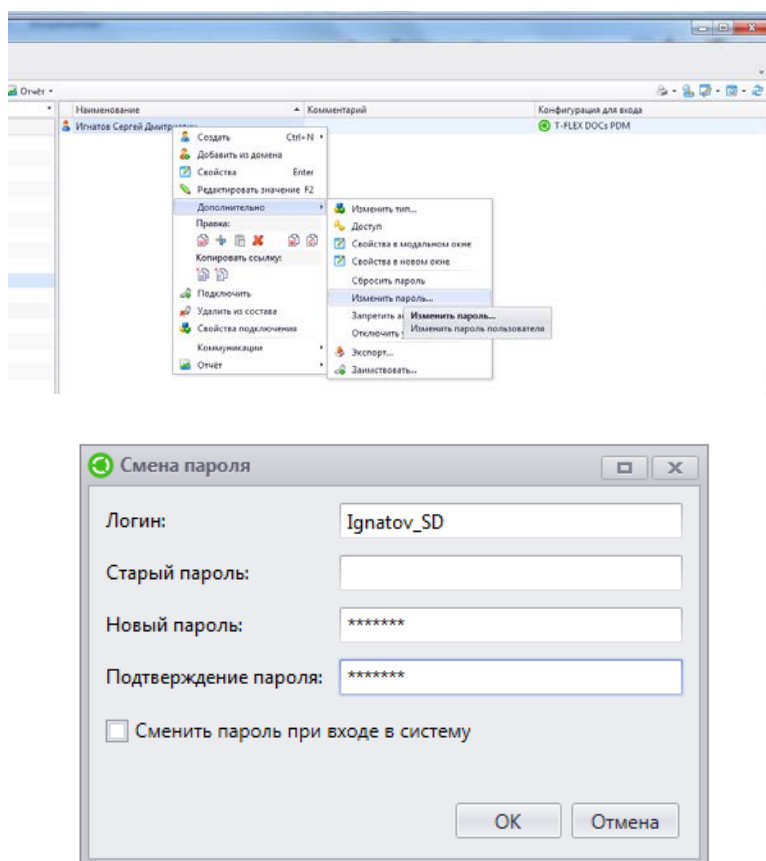 Отчёт
Наименование
Комментарий
Конфигурация для входа
Игнатов Сергей
T-FLEX DOCs PDM
Создать Ctrl+N
Добавить из домена
Свойства Enter
Редактировать значение F2
Дополнительно
Правка:
Копировать ссылку:
Подключить
Удалить из состава
Свойства подключения
Коммуникации
Отчёт
Изменить тип...
Доступ
Свойства в модальном окне
Свойства в новом окне
Сбросить пароль
Изменить пароль...
Запретить
Отключить
Экспорт...
Заимствовать...
Изменить пароль...
Изменить пароль пользователя
Смена пароля
Логин: Ignatov_SD
Старый пароль:
Новый пароль: *******
Подтверждение пароля: *******
Сменить пароль при входе в систему
ОК Отмена